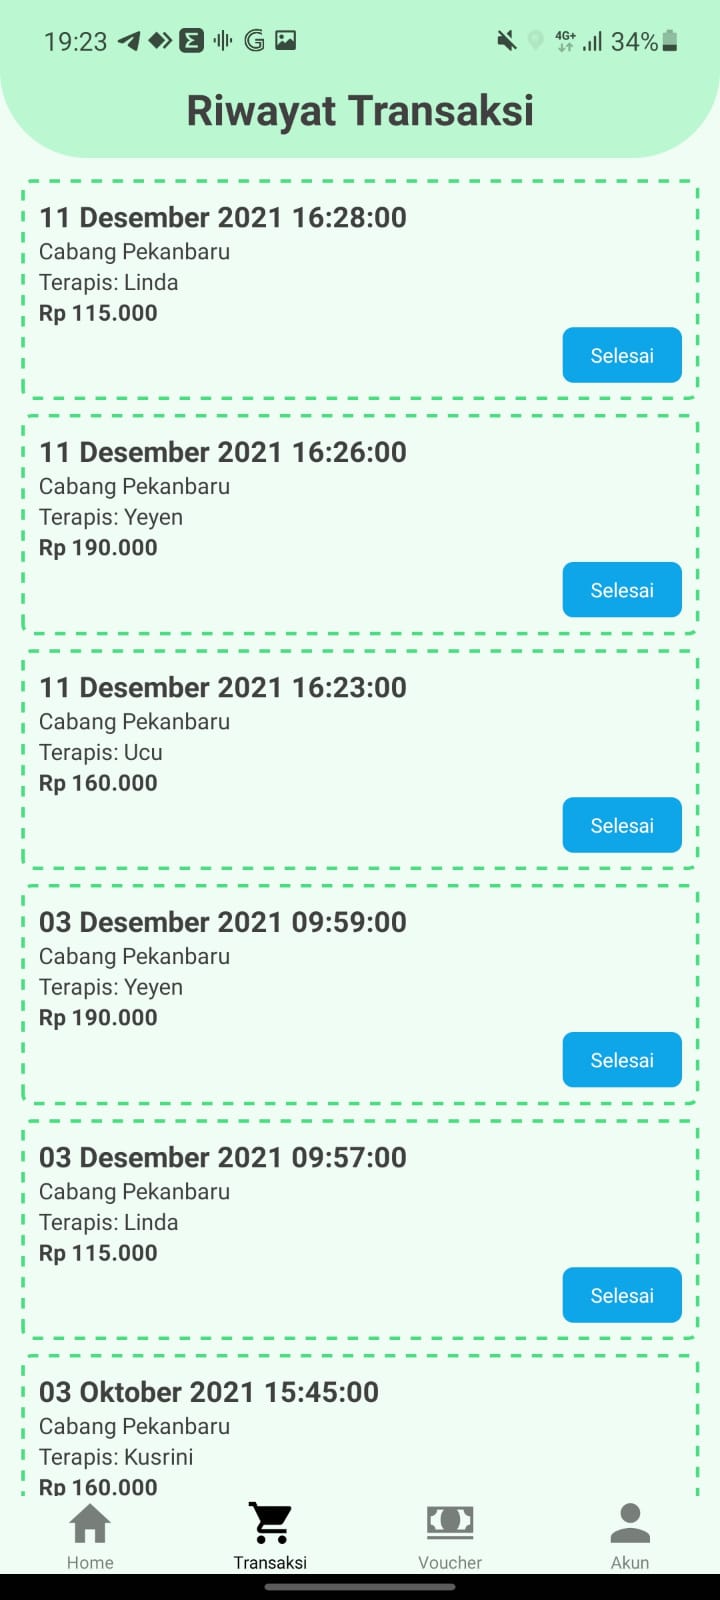 19:23
4G+
34%
Riwayat Transaksi
11 Desember 2021 16:28:00
Cabang Pekanbaru
Terapis: Linda
Rp 115.000
Selesai
11 Desember 2021 16:26:00
Cabang Pekanbaru
Terapis: Yeyen
Rp 190.000
Selesai
11 Desember 2021 16:23:00
Cabang Pekanbaru
Terapis: Ucu
Rp 160.000
Selesai
03 Desember 2021 09:59:00
Cabang Pekanbaru
Terapis: Yeyen
Rp 190.000
Selesai
03 Desember 2021 09:57:00
Cabang Pekanbaru
Terapis: Linda
Rp 115.000
Selesai
03 Oktober 2021 15:45:00
Cabang Pekanbaru
Terapis: Kusrini
Rp 160.000
Home
Transaksi
Voucher
Akun